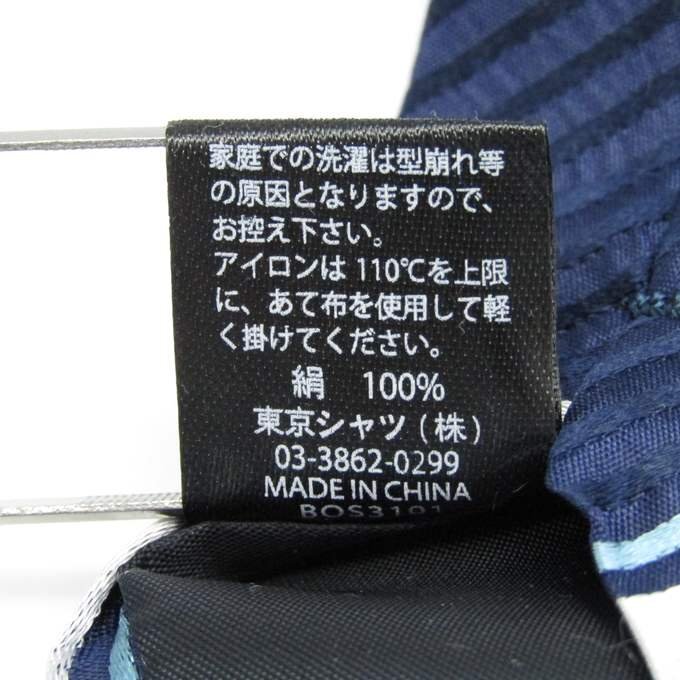 家庭での洗濯は型崩れ等
の原因となりますので、
お控え下さい。
アイロンは 110℃を上限
に、あて布を使用して軽
く掛けてください。
絹 100%
東京シャツ (株)
03-3862-0299
MADE IN CHINA